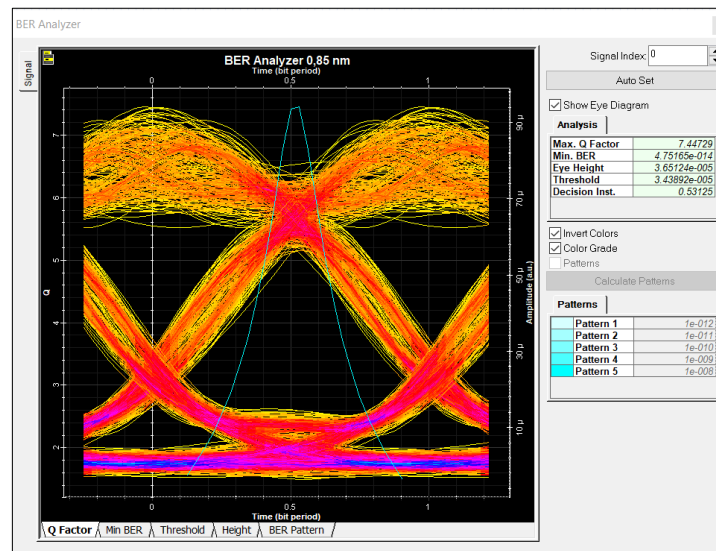 BER Analyzer
Signal
BER Analyzer 0,85 nm
Time (bit period)
0 0.5 1
7
6
5
4
3
2
Q
90 µ
70 µ
50 µ
30 µ
10 µ
Amplitude (a.u.)
0 0.5 1
Time (bit period)
Q Factor Min BER Threshold Height BER Pattern
Signal Index: 0
Auto Set
Show Eye Diagram
Analysis
Max. Q Factor 7.44729
Min. BER 4.75165e-014
Eye Height 3.65124e-005
Threshold 3.43892e-005
Decision Inst. 0.53125
Invert Colors
Color Grade
Patterns
Calculate Patterns
Patterns
Pattern 1 1e-012
Pattern 2 1e-011
Pattern 3 1e-010
Pattern 4 1e-009
Pattern 5 1e-008